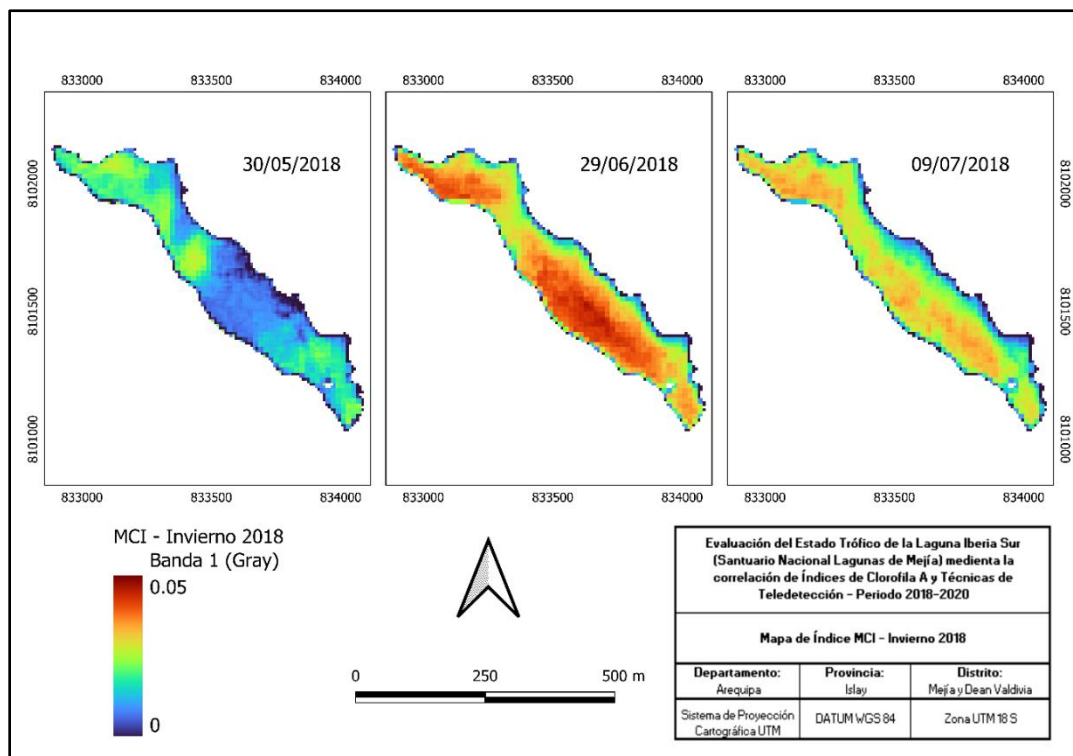 833000 833500 834000
833000 833500 834000
833000 833500 834000
30/05/2018
29/06/2018
09/07/2018
8102000
8101500
8101000
8102000
8101500
8101000
833000 833500 834000
833000 833500 834000
833000 833500 834000
MCI - Invierno 2018
Banda 1 (Gray)
0.05
0
0 250 500 m
Evaluación del Estado Trófico de la Laguna Iberia Sur
(Santuario Nacional Lagunas de Mejía) medienta la
correlación de Índices de Clorofila A y Técnicas de
Teledetección - Periodo 2018-2020
Mapa de Índice MCI - Invierno 2018
Departamento:
Arequipa
Provincia:
Islay
Distrito:
Mejía y Dean Valdivia
Sistema de Proyección
Cartográfica UTM
DATUM WGS 84
Zona UTM 18 S